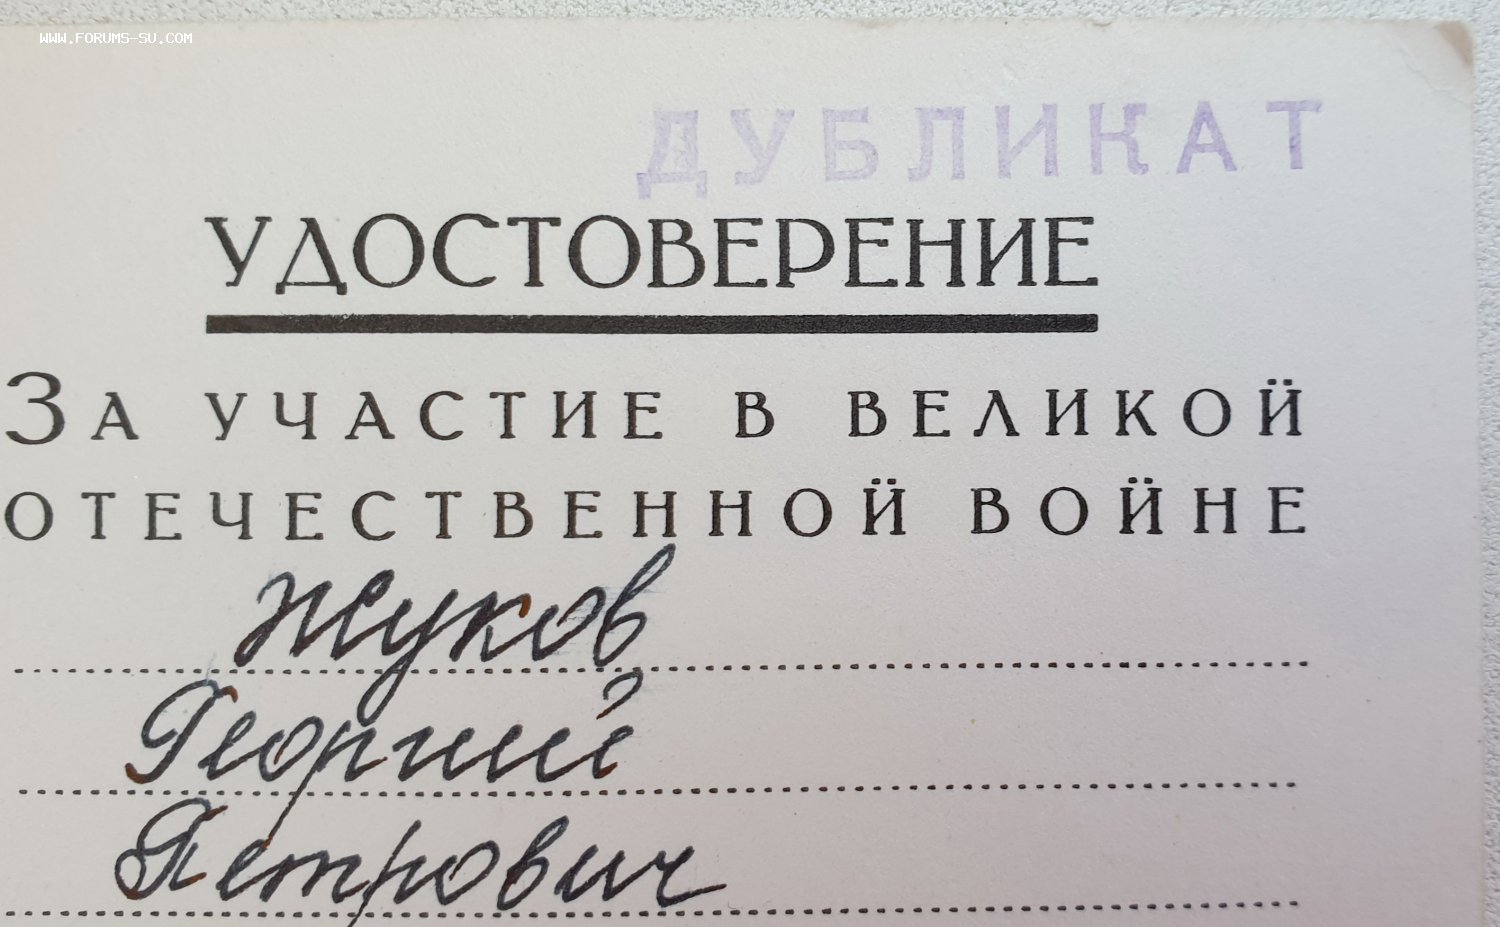 WWW.FORUMS-SU.COM
ДУБЛИКАТ
УДОСТОВЕРЕНИЕ
ЗА УЧАСТИЕ В ВЕЛИКОЙ
ОТЕЧЕСТВЕННОЙ ВОЙНЕ
Жуков
Георгий
Петрович